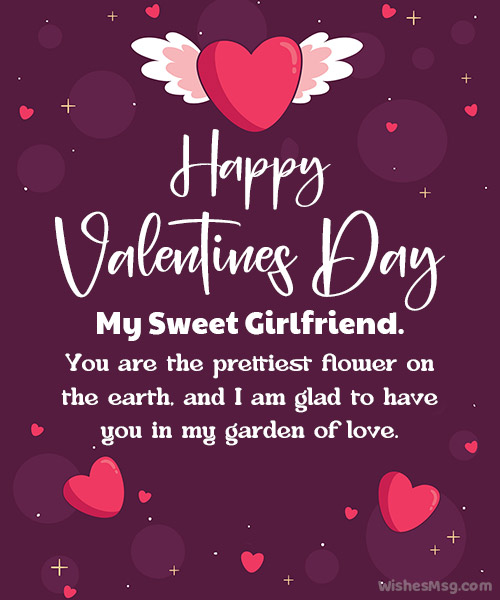 Happy
Valentines Day
My Sweet Girlfriend.
You are the prettiest flower on
the earth, and I am glad to have
you in my garden of love.
wishesMsg.com